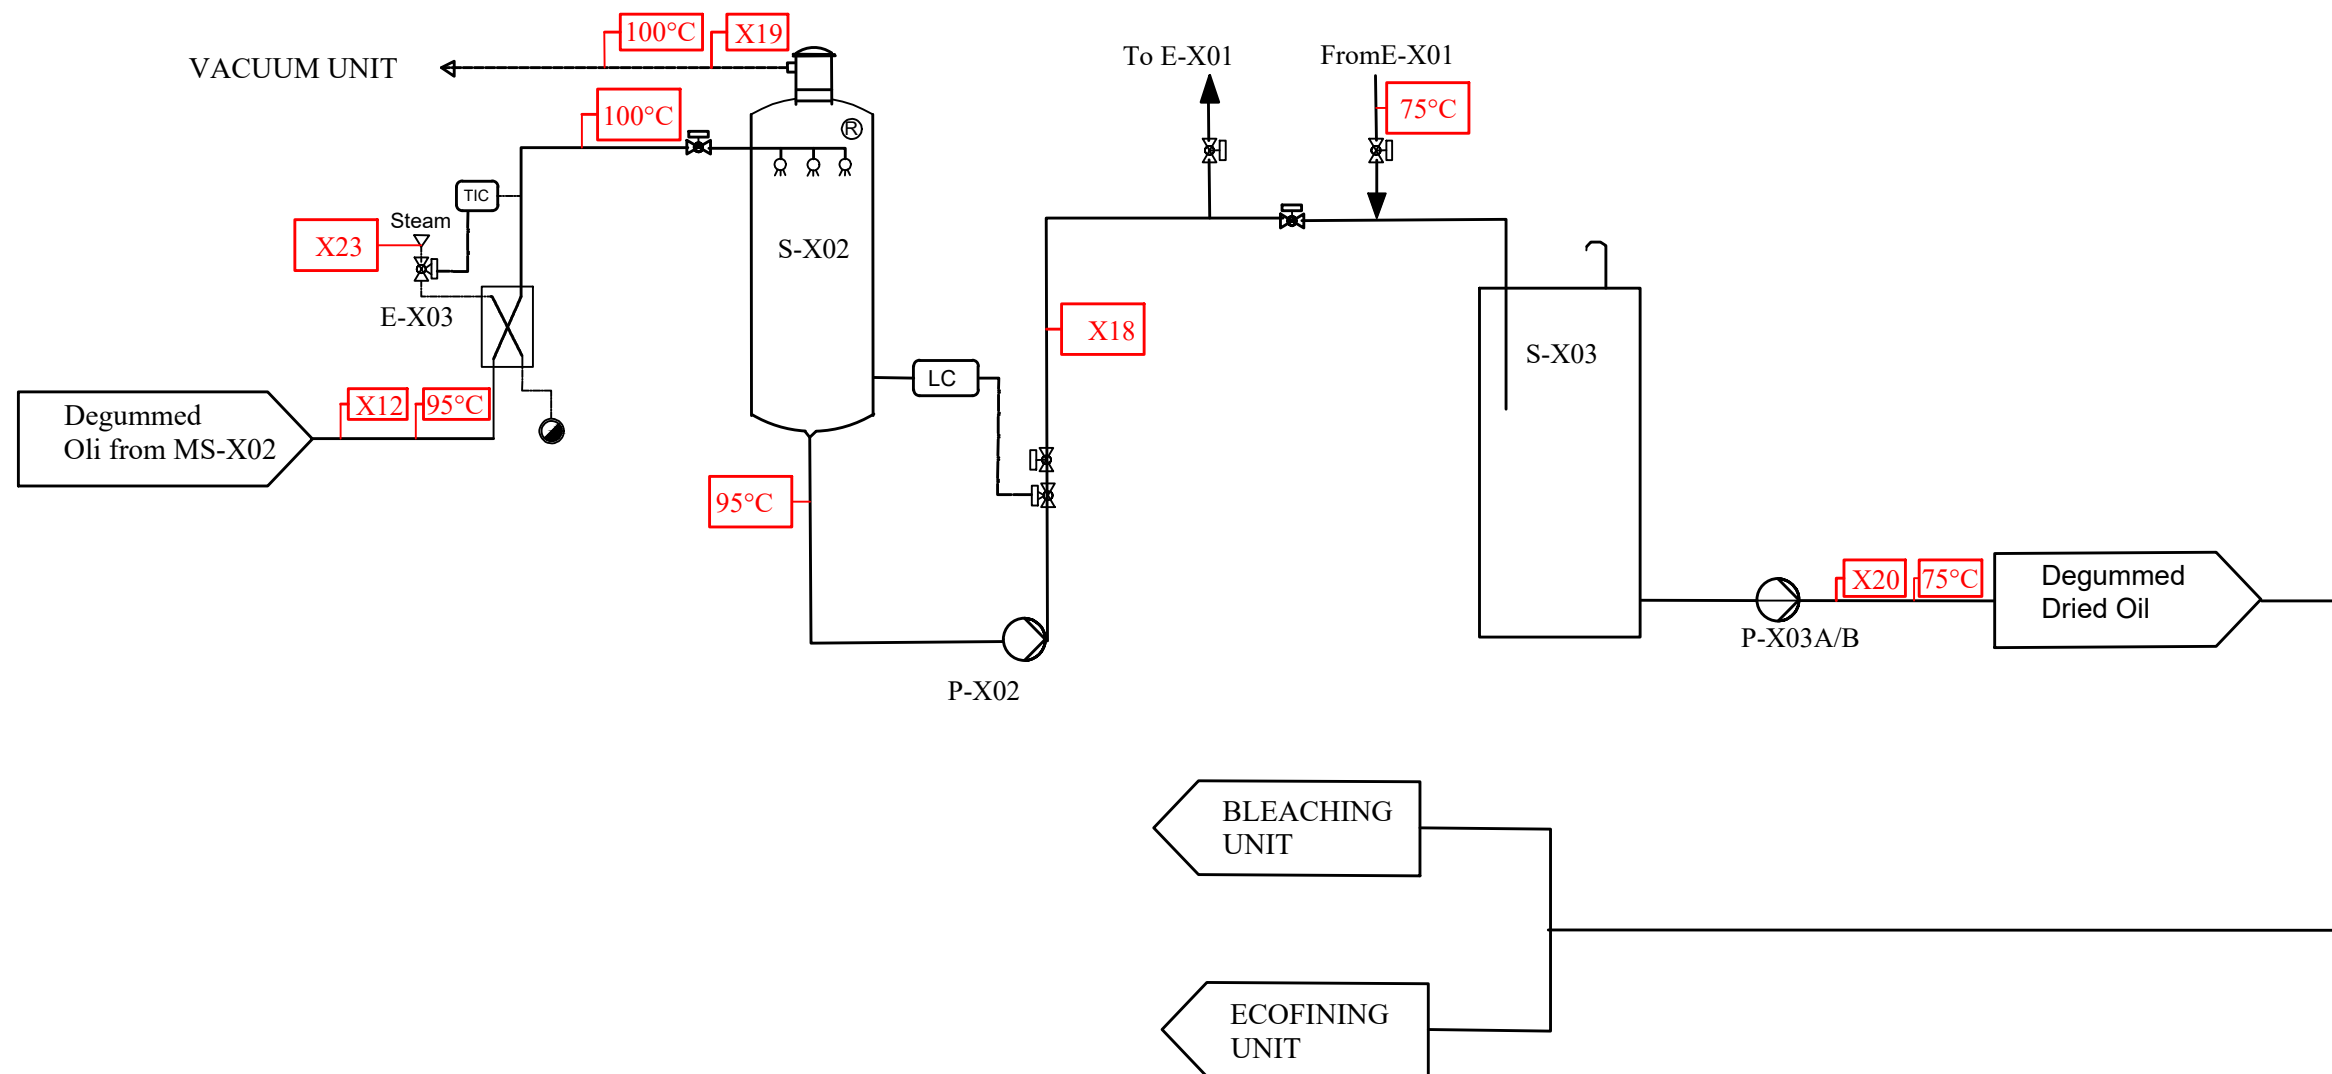 100°C
X19
VACUUM UNIT
To E-X01
FromE-X01
100°C
75°C
®
TIC
Steam
X23
S-X02
E-X03
X18
S-X03
LC
X12
95°C
Degummed
Oli from MS-X02
95°C
X20
75°C
Degummed
Dried Oil
P-X03A/B
P-X02
BLEACHING
UNIT
ECOFINING
UNIT